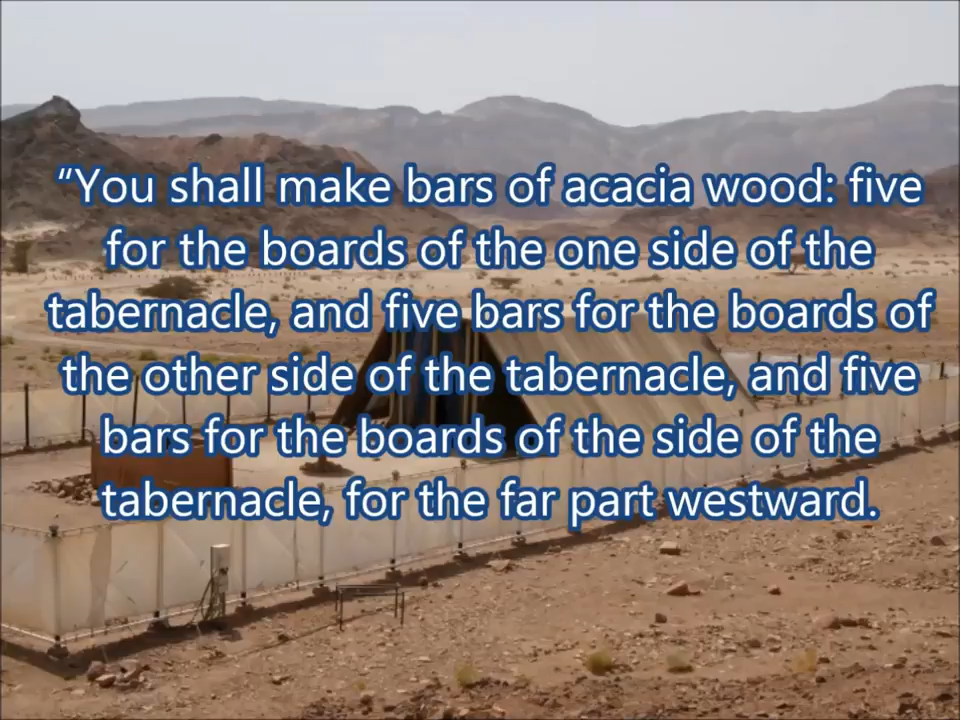 “You shall make bars of acacia wood: five
for the boards of the one side of the
tabernacle, and five bars for the boards of
the other side of the tabernacle, and five
bars for the boards of the side of the
tabernacle, for the far part westward.